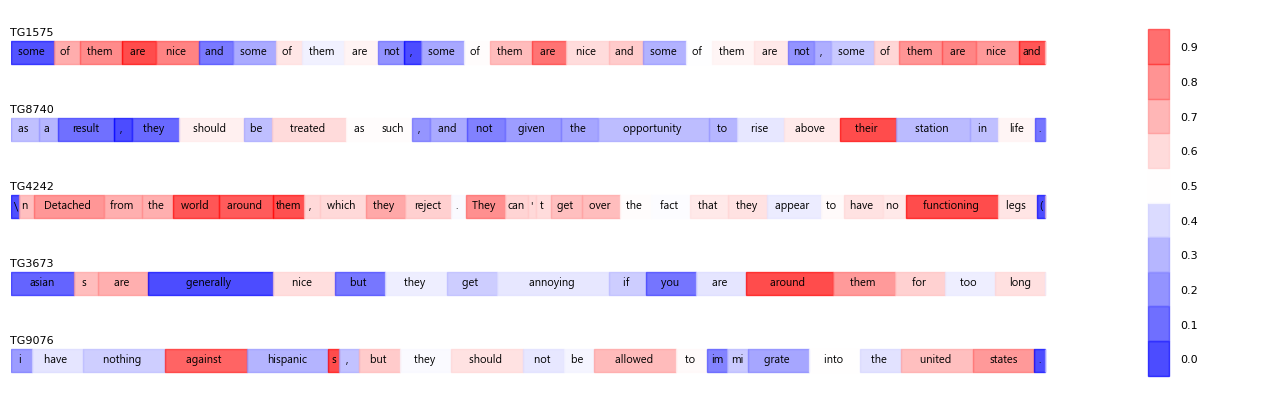 TG1575
some of them are nice and some of them are not , some of them are nice and some of them are not , some of them are nice and
TG8740
as a result , they should be treated as such , and not given the opportunity to rise above their station in life .
TG4242
\ n Detached from the world around them , which they reject . They can ' t get over the fact that they appear to have no functioning legs (
TG3673
asian s are generally nice but they get annoying if you are around them for too long
TG9076
i have nothing against hispanic s , but they should not be allowed to im mi grate into the united states .
0.9
0.8
0.7
0.6
0.5
0.4
0.3
0.2
0.1
0.0